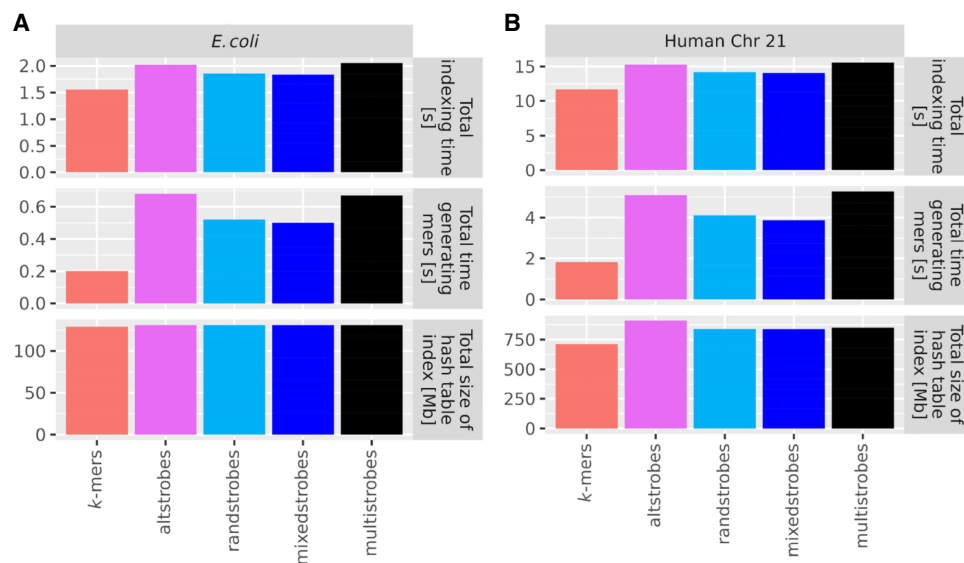 A
E. coli
2.0
1.5
1.0
0.5
0.0
Total
indexing time
[s]
0.6
0.4
0.2
0.0
Total time
generating
mers [s]
100
50
0
Total size of
hash table
index [Mb]
k-mers
altstrobes
randstrobes
mixedstrobes
multistrobes
B
Human Chr 21
15
10
5
0
Total
indexing time
[s]
4
2
0
Total time
generating
mers [s]
750
500
250
0
Total size of
hash table
index [Mb]
k-mers
altstrobes
randstrobes
mixedstrobes
multistrobes